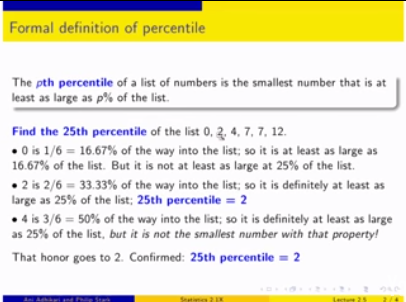 Formal definition of percentile
The pth percentile of a list of numbers is the smallest number that is at
least as large as p% of the list.
Find the 25th percentile of the list 0, 2, 4, 7, 7, 12.
• 0 is 1/6 = 16.67% of the way into the list; so it is at least as large as
16.67% of the list. But it is not at least as large at 25% of the list.
• 2 is 2/6 = 33.33% of the way into the list; so it is definitely at least as
large as 25% of the list; 25th percentile = 2
• 4 is 3/6 = 50% of the way into the list; so it is definitely at least as large
as 25% of the list, but it is not the smallest number with that property!
That honor goes to 2. Confirmed: 25th percentile = 2
Ani Adhikari and Philip Stark Statistics 2.1X Lecture 2.5 2 / 4